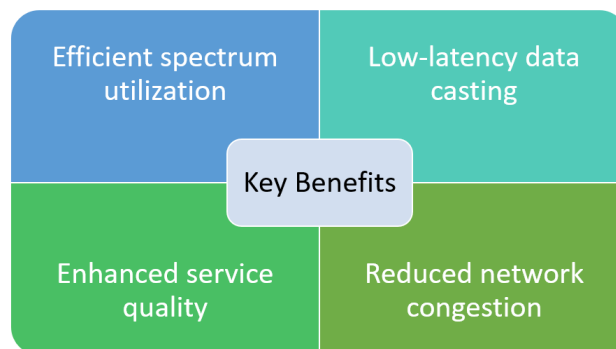 Efficient spectrum
utilization
Low-latency data
casting
Key Benefits
Enhanced service
quality
Reduced network
congestion